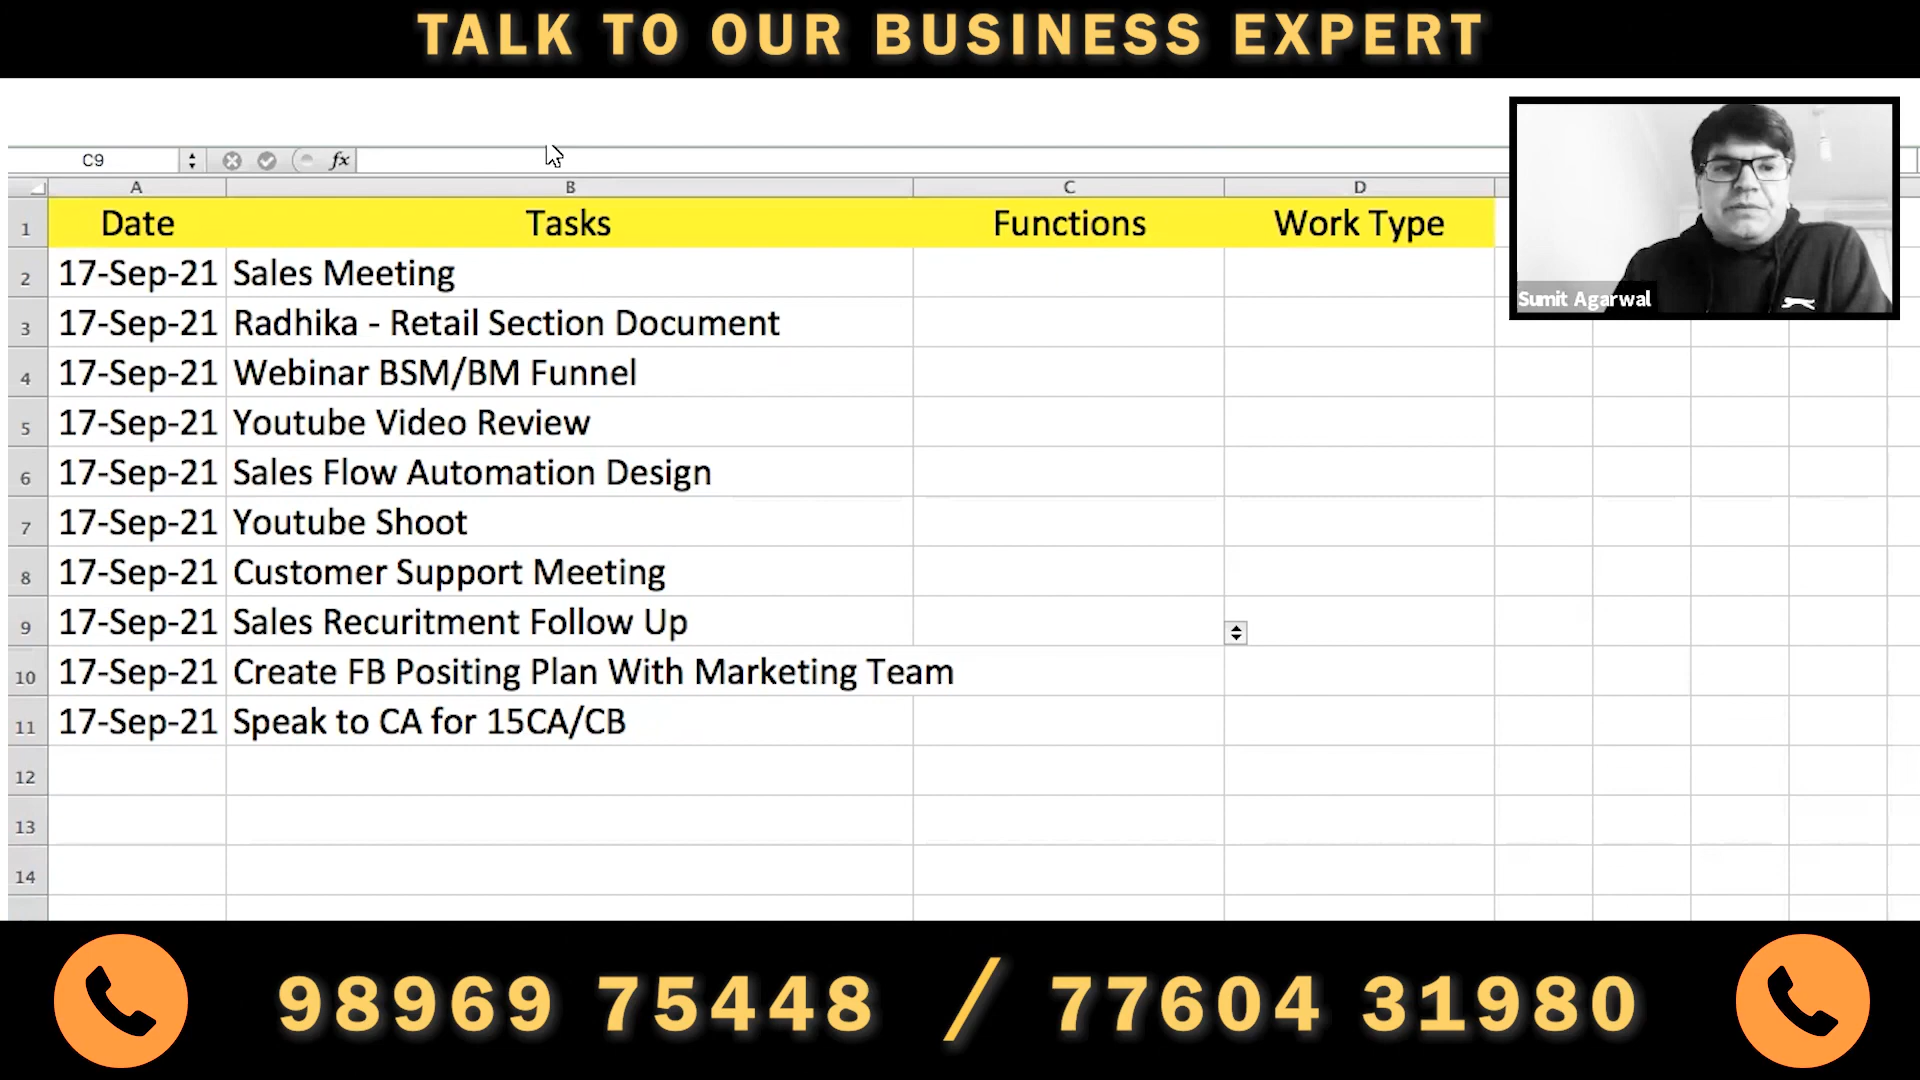 TALK TO OUR BUSINESS EXPERT
C9 fx
A B C D
1 Date Tasks Functions Work Type
2 17-Sep-21 Sales Meeting
3 17-Sep-21 Radhika - Retail Section Document
4 17-Sep-21 Webinar BSM/BM Funnel
5 17-Sep-21 Youtube Video Review
6 17-Sep-21 Sales Flow Automation Design
7 17-Sep-21 Youtube Shoot
8 17-Sep-21 Customer Support Meeting
9 17-Sep-21 Sales Recuritment Follow Up
10 17-Sep-21 Create FB Positing Plan With Marketing Team
11 17-Sep-21 Speak to CA for 15CA/CB
12
13
14
Sumit Agarwal
98969 75448 / 77604 31980